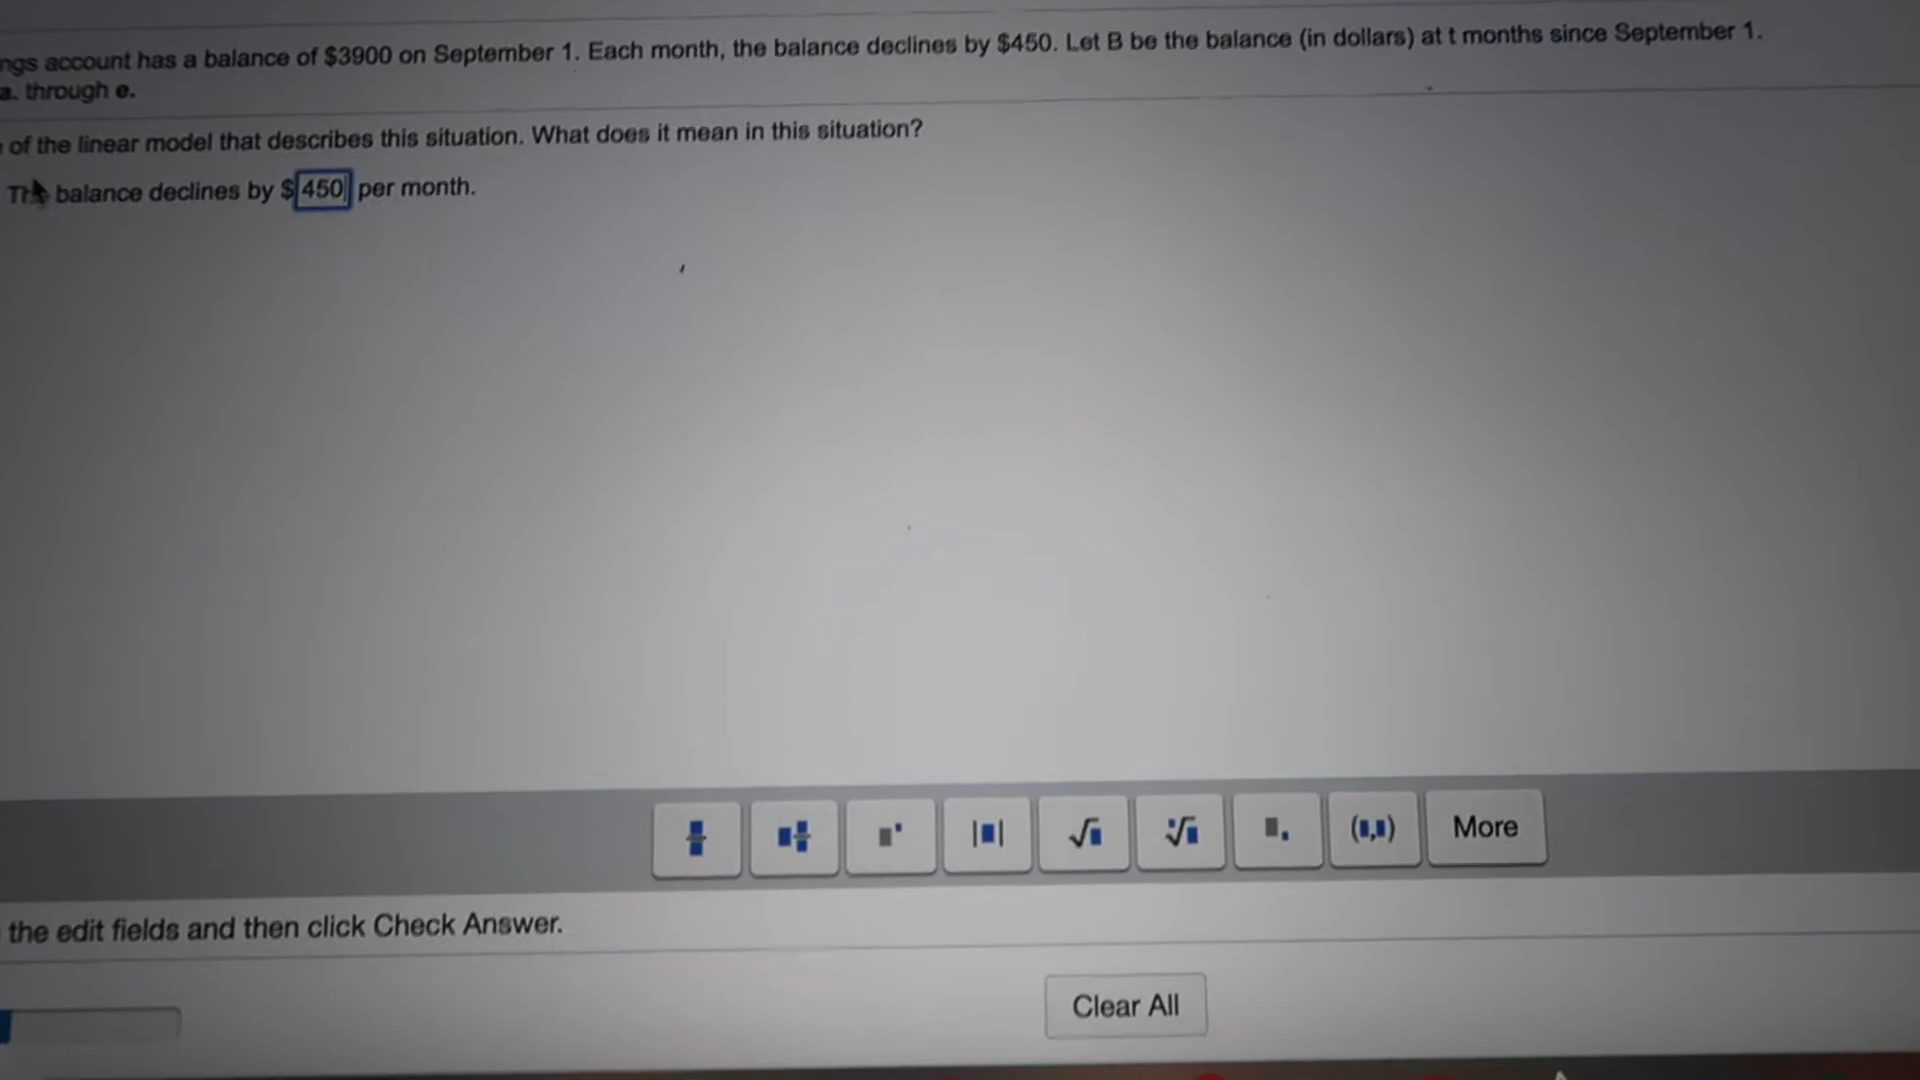 ngs account has a balance of $3900 on September 1. Each month, the balance declines by $450. Let B be the balance (in dollars) at t months since September 1.
a. through e.
of the linear model that describes this situation. What does it mean in this situation?
The balance declines by $ 450 per month.
More
the edit fields and then click Check Answer.
Clear All